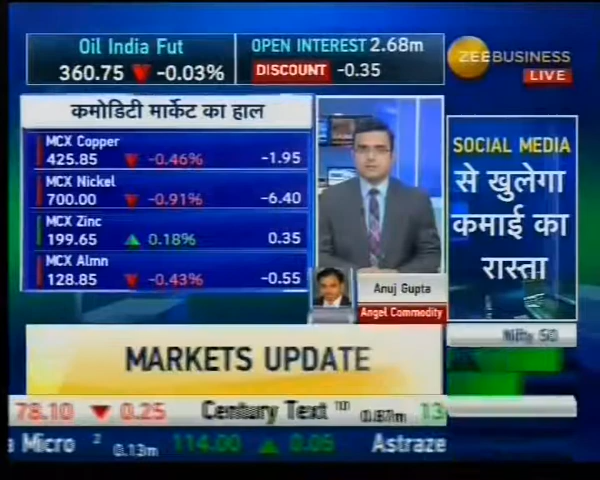 Oil India Fut
360.75 ▼ -0.03%
OPEN INTEREST 2.68m
DISCOUNT -0.35
ZEE BUSINESS
LIVE
कमोडिटी मार्केट का हाल
MCX Copper
425.85 ▼ -0.46% -1.95
MCX Nickel
700.00 ▼ -0.91% -6.40
MCX Zinc
199.65 ▲ 0.18% 0.35
MCX Almn
128.85 ▼ -0.43% -0.55
Anuj Gupta
Angel Commodity
SOCIAL MEDIA
से खुलेगा
कमाई का
रास्ता
Nifty 50
MARKETS UPDATE
78.10 ▼ 0.25 Century Text 0.87m 13
Micro 2 0.13m 114.00 ▲ 0.05 Astraze